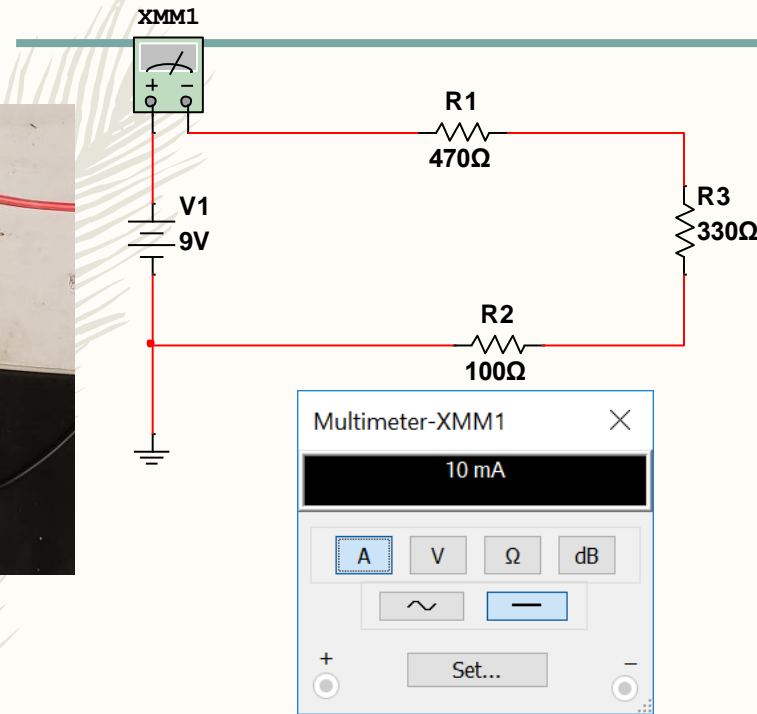 XMM1
+ −
R1
470Ω
V1
9V
R3
330Ω
R2
100Ω
Multimeter-XMM1
10 mA
A V Ω dB
+ Set... −